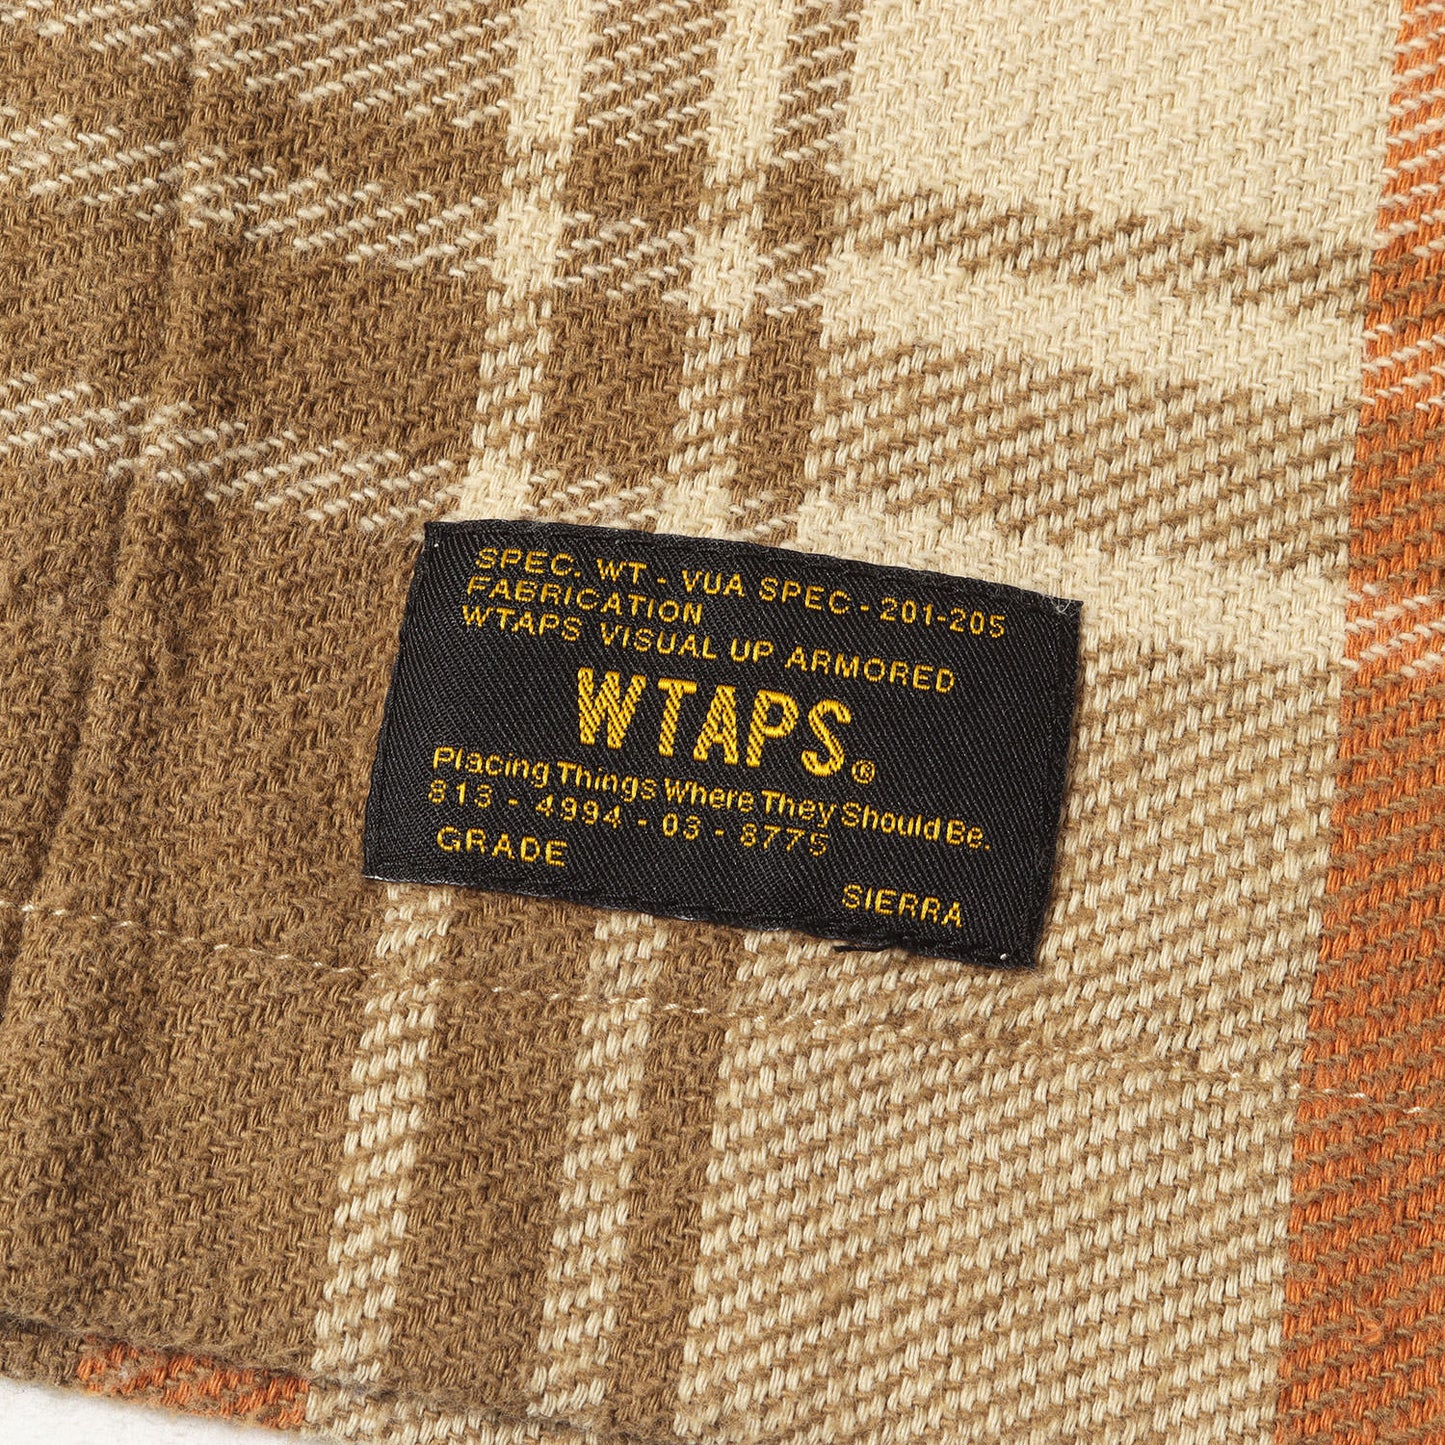 SPEC. WT - VUA SPEC - 201-205
FABRICATION
WTAPS VISUAL UP ARMORED
WTAPS®
Placing Things Where They Should Be.
813 - 4994 - 03 - 8775
GRADE
SIERRA